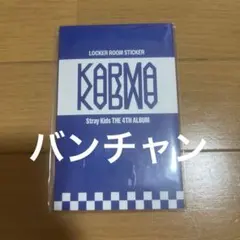 LOCKER ROOM STICKER
KARMA
Stray Kids THE 4TH ALBUM
バンチャン